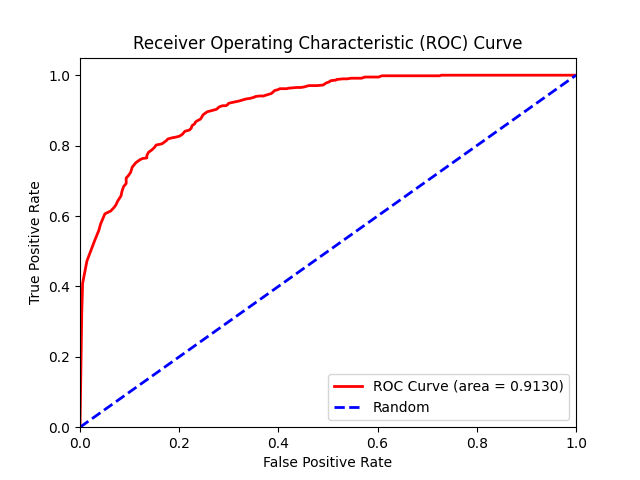 Receiver Operating Characteristic (ROC) Curve
1.0
0.8
0.6
0.4
0.2
0.0
True Positive Rate
ROC Curve (area = 0.9130)
Random
0.0 0.2 0.4 0.6 0.8 1.0
False Positive Rate